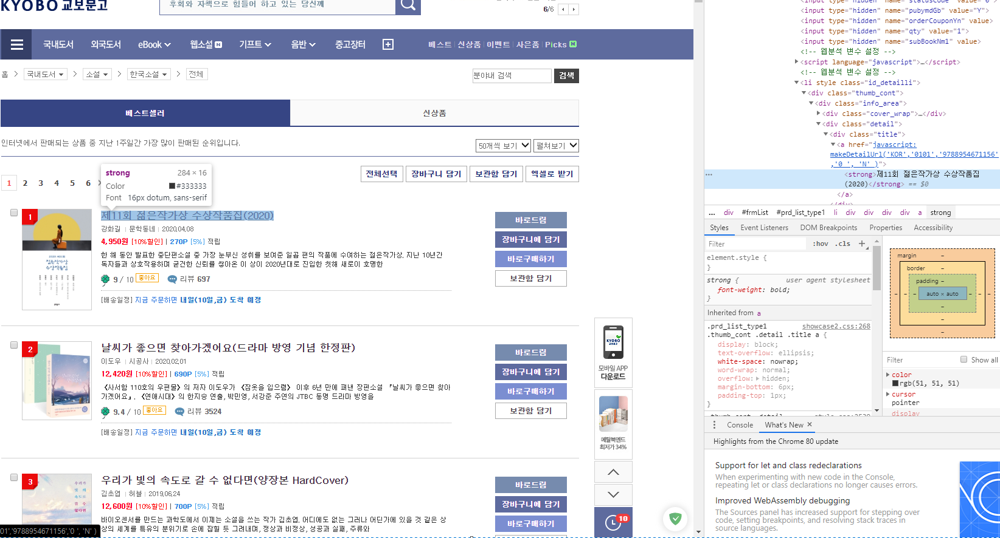 KYOBO 교보문고
후회와 자책으로 힘들어 하고 있는 당신께
6/6
국내도서 외국도서 eBook 웹소설 N 기프트 음반 중고장터
베스트 | 신상품 | 이벤트 | 사은품 | Picks N
홈 > 국내도서 > 소설 > 한국소설 > 전체
분야내 검색 검색
베스트셀러 신상품
인터넷에서 판매되는 상품 중 지난 1주일간 가장 많이 판매된 순위입니다.
50개씩 보기 펼쳐보기
strong 284 × 16
Color #333333
Font 16px dotum, sans-serif
전체선택 장바구니 담기 보관함 담기 엑셀로 받기
1 2 3 4 5 6
1
제11회 젊은작가상 수상작품집(2020)
강화길 | 문학동네 | 2020.04.08
4,950원 [10%할인] | 270P [5%] 적립
한 해 동안 발표한 중단편소설 중 가장 눈부신 성취를 보여준 일곱 편의 작품에 수여하는 젊은작가상. 지난 10년간
독자들과 상호작용하며 굳건한 신뢰를 쌓아온 이 상이 2020년대로 진입한 첫해 새로이 호명한
9 / 10 좋아요 리뷰 697
[배송일정] 지금 주문하면 내일(10일,금) 도착 예정
바로드림
장바구니에 담기
바로구매하기
보관함 담기
젊은작가상
수상작품집
2
날씨가 좋으면 찾아가겠어요(드라마 방영 기념 한정판)
이도우 | 시공사 | 2020.02.01
12,420원 [10%할인] | 690P [5%] 적립
《사서함 110호의 우편물》의 저자 이도우가 《잠옷을 입으렴》 이후 6년 만에 펴낸 장편소설 『날씨가 좋으면 찾아
가겠어요』. 《연애시대》의 한지승 연출, 박민영, 서강준 주연의 JTBC 동명 드라마 방영을
9.4 / 10 좋아요 리뷰 3524
[배송일정] 지금 주문하면 내일(10일,금) 도착 예정
바로드림
장바구니에 담기
바로구매하기
보관함 담기
3
우리가 빛의 속도로 갈 수 없다면(양장본 HardCover)
김초엽 | 허블 | 2019.06.24
12,600원 [10%할인] | 700P [5%] 적립
바이오센서를 만드는 과학도에서 이제는 소설을 쓰는 작가 김초엽. 어디에도 없는 그러나 어딘가에 있을 것 같은 상
상의 세계를 특유의 분위기로 손에 잡힐 듯 그려내며, 정상과 비정상, 성공과 실패, 주류와
바로드림
장바구니에 담기
바로구매하기
우리가
빛의
속도로
갈 수
없다면
01','9788954671156','0 ', 'N' )
KYOBO
교보문고
모바일 APP
다운로드
메탈북엔드
최저가 34%
10
<input type="hidden" name="statusCode" value="0">
<input type="hidden" name="pubymdGb" value="Y">
<input type="hidden" name="orderCouponYn" value>
<input type="hidden" name="qty" value="1">
<input type="hidden" name="subBookNm1" value>
<!-- 웹분석 변수 설정 -->
<script language="javascript">…</script>
<!-- 웹분석 변수 설정 -->
<li style class="id_detailli">
<div class="thumb_cont">
<div class="info_area">
<div class="cover_wrap">…</div>
<div class="detail">
<div class="title">
<a href="javascript:
makeDetailUrl('KOR','0101','9788954671156'
,'0 ', 'N' )">
<strong>제11회 젊은작가상 수상작품집
(2020)</strong> == $0
</a>
</div>
... div #frmList #prd_list_type1 li div div div div a strong
Styles Event Listeners DOM Breakpoints Properties Accessibility
Filter :hov .cls +
element.style {
}
strong { user agent stylesheet
font-weight: bold;
}
Inherited from a
.prd_list_type1 showcase2.css:268
.thumb_cont .detail .title a {
display: block;
text-overflow: ellipsis;
white-space: nowrap;
word-wrap: normal;
overflow: hidden;
margin-bottom: 6px;
padding-top: 1px;
}
margin –
border –
padding –
– – – auto × auto – – –
–
–
–
Filter Show all
color
rgb(51, 51, 51)
cursor
pointer
display
Console What's New ×
Highlights from the Chrome 80 update
Support for let and class redeclarations
When experimenting with new code in the Console,
repeating let or class declarations no longer causes errors.
Improved WebAssembly debugging
The Sources panel has increased support for stepping over
code, setting breakpoints, and resolving stack traces in
source languages.